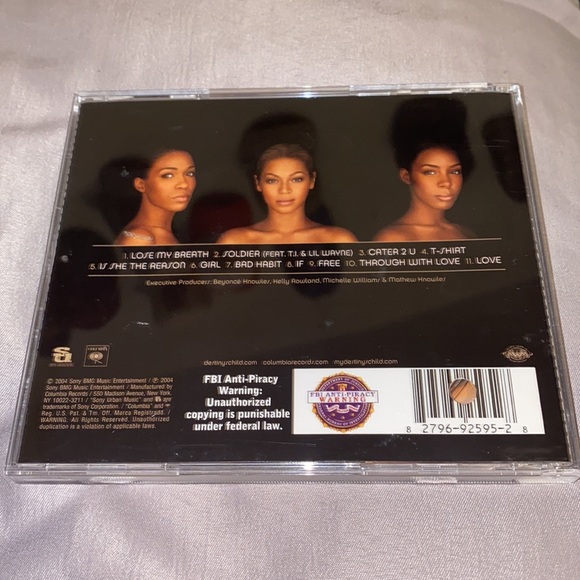 1. LOSE MY BREATH 2. SOLDIER (FEAT. T.I. & LIL WAYNE) 3. CATER 2 U 4. T-SHIRT
5. IS SHE THE REASON 6. GIRL 7. BAD HABIT 8. IF 9. FREE 10. THROUGH WITH LOVE 11. LOVE
Executive Producers: Beyoncé Knowles, Kelly Rowland, Michelle Williams & Mathew Knowles
COLUMBIA
destinyschild.com columbiarecords.com mydestinyschild.com
© 2004 Sony BMG Music Entertainment / ℗ 2004
Sony BMG Music Entertainment / Manufactured by
Columbia Records / 550 Madison Avenue, New York,
NY 10022-3211 / "Sony Urban Music" and are
trademarks of Sony Corporation. / "Columbia" and
Reg. U.S. Pat. & Tm. Off. Marca Registrada. /
WARNING: All Rights Reserved. Unauthorized
duplication is a violation of applicable laws.
FBI Anti-Piracy
Warning:
Unauthorized
copying is punishable
under federal law.
FBI ANTI-PIRACY
WARNING
8 2796-92595-2 8